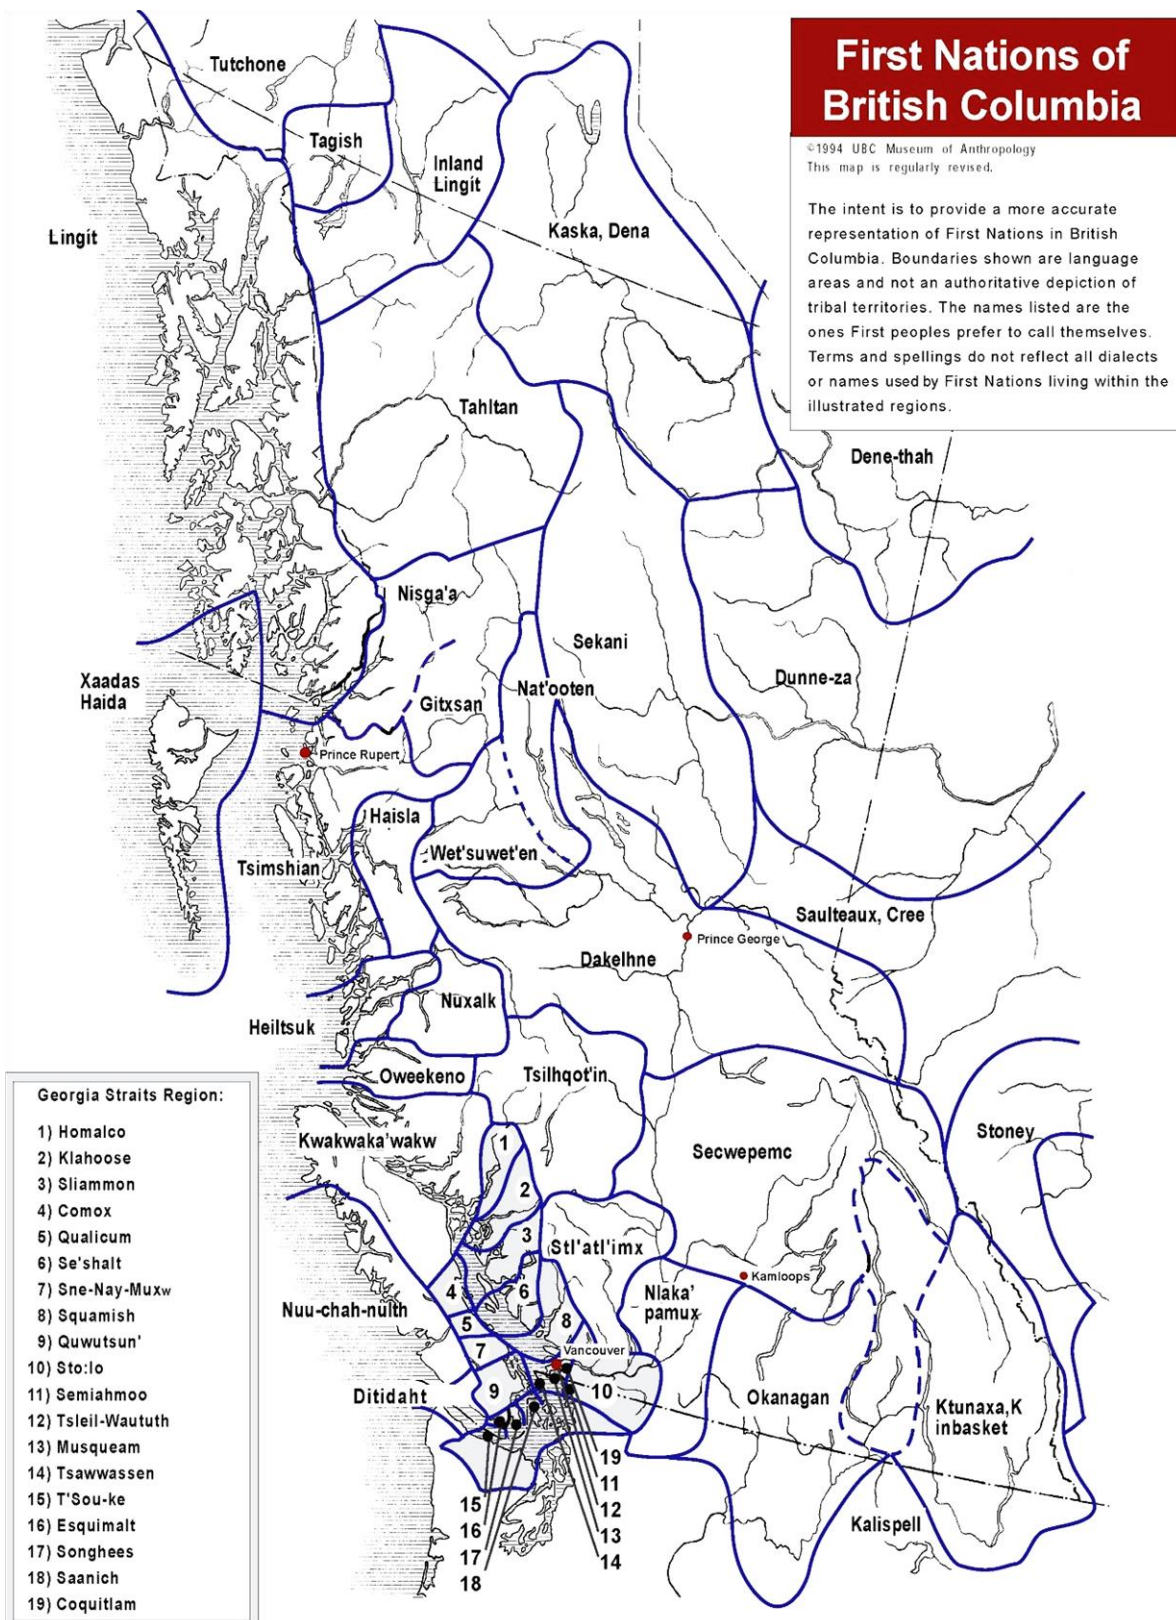 First Nations of
British Columbia
©1994 UBC Museum of Anthropology
This map is regularly revised.
The intent is to provide a more accurate
representation of First Nations in British
Columbia. Boundaries shown are language
areas and not an authoritative depiction of
tribal territories. The names listed are the
ones First peoples prefer to call themselves.
Terms and spellings do not reflect all dialects
or names used by First Nations living within the
illustrated regions.
Tutchone
Tagish
Inland
Lingít
Lingít
Kaska, Dena
Tahltan
Dene-thah
Nisga'a
Sekani
Xaadas
Haida
Nat'ooten
Dunne-za
Gitxsan
Prince Rupert
Haisla
Wet'suwet'en
Tsimshian
Saulteaux, Cree
Prince George
Dakelhne
Nuxalk
Heiltsuk
Oweekeno
Tsilhqot'in
Kwakwaka'wakw
Secwepemc
Stoney
1
2
3
Stl'atl'imx
Kamloops
Nlaka'
pamux
Nuu-chah-nulth
4
5
6
7
8
Vancouver
9
10
Ditidaht
Okanagan
Ktunaxa,K
inbasket
Kalispell
15
16
17
18
19
11
12
13
14
Georgia Straits Region:
1) Homalco
2) Klahoose
3) Sliammon
4) Comox
5) Qualicum
6) Se'shalt
7) Sne-Nay-Muxw
8) Squamish
9) Quwutsun'
10) Sto:lo
11) Semiahmoo
12) Tsleil-Waututh
13) Musqueam
14) Tsawwassen
15) T'Sou-ke
16) Esquimalt
17) Songhees
18) Saanich
19) Coquitlam